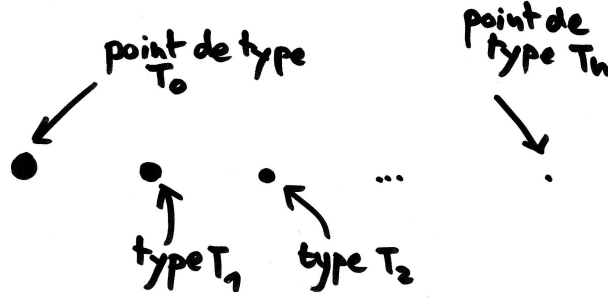 point de type
T₀
point de
type Tₙ
...
type T₁
type T₂